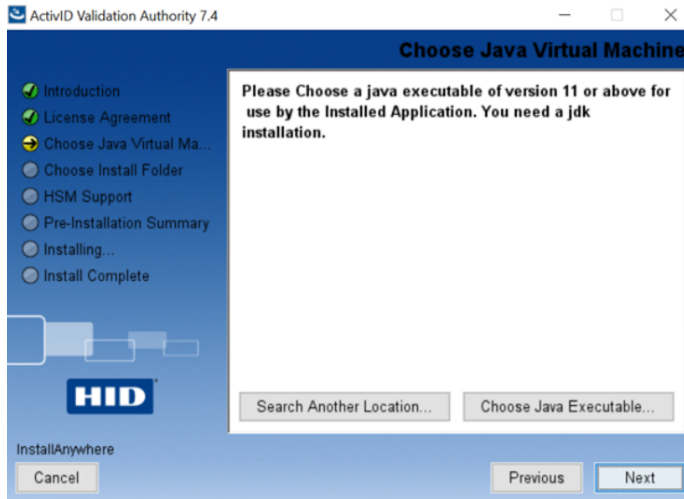 ActivID Validation Authority 7.4
Choose Java Virtual Machine
Introduction
License Agreement
Choose Java Virtual Ma...
Choose Install Folder
HSM Support
Pre-Installation Summary
Installing...
Install Complete
Please Choose a java executable of version 11 or above for
use by the Installed Application. You need a jdk
installation.
HID
Search Another Location...
Choose Java Executable...
InstallAnywhere
Cancel
Previous
Next